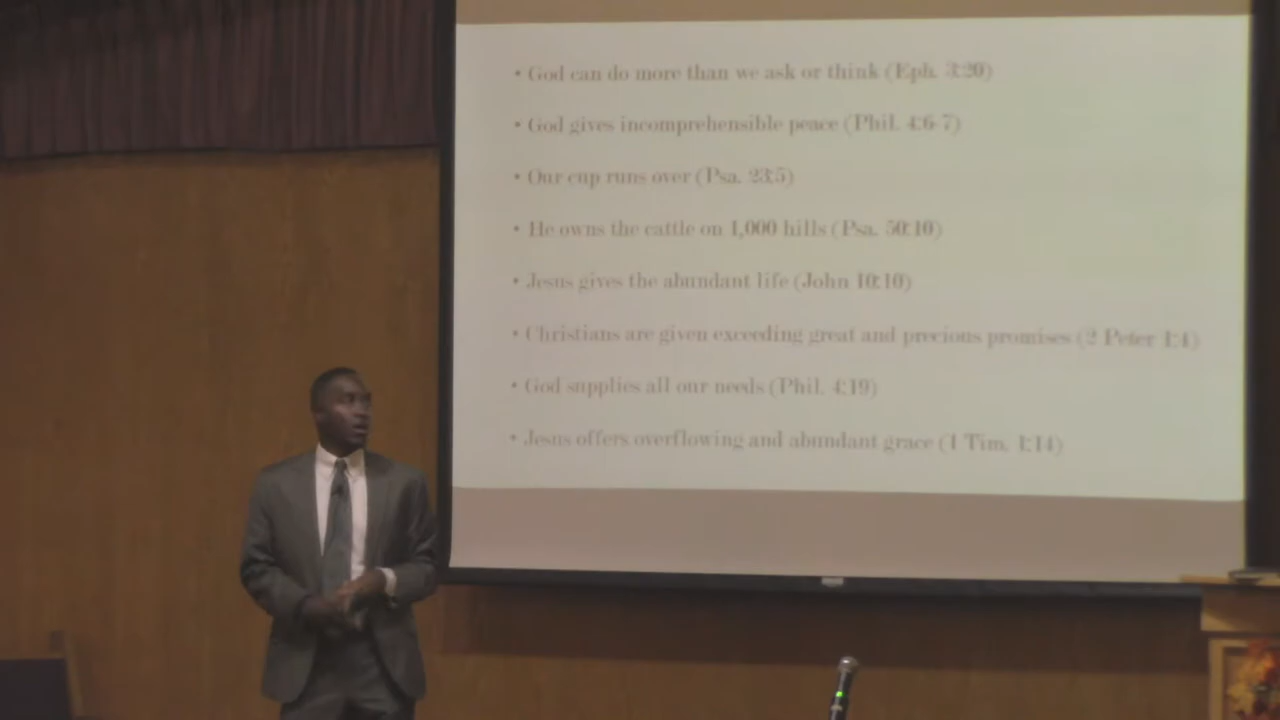 • God can do more than we ask or think (Eph. 3:20)
• God gives incomprehensible peace (Phil. 4:6-7)
• Our cup runs over (Psa. 23:5)
• He owns the cattle on 1,000 hills (Psa. 50:10)
• Jesus gives the abundant life (John 10:10)
• Christians are given exceeding great and precious promises (2 Peter 1:4)
• God supplies all our needs (Phil. 4:19)
• Jesus offers overflowing and abundant grace (1 Tim. 1:14)